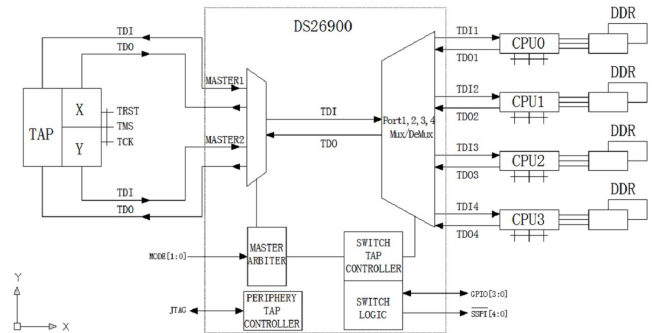 DS26900
DDR
TDI
TDO
MASTER1
TAP
X
Y
TRST
TMS
TCK
MASTER2
TDI
TDO
TDI
TDO
Port1,2,3,4
Mux/DeMux
TDI1
TDO1
CPU0
TDI2
TDO2
CPU1
DDR
TDI3
TDO3
CPU2
DDR
TDI4
TDO4
CPU3
DDR
MODE[1:0]
MASTER
ARBITER
SWITCH
TAP
CONTROLLER
SWITCH
LOGIC
JTAG
PERIPHERY
TAP
CONTROLLER
GPIO[3:0]
SSPI[4:0]
Y
X